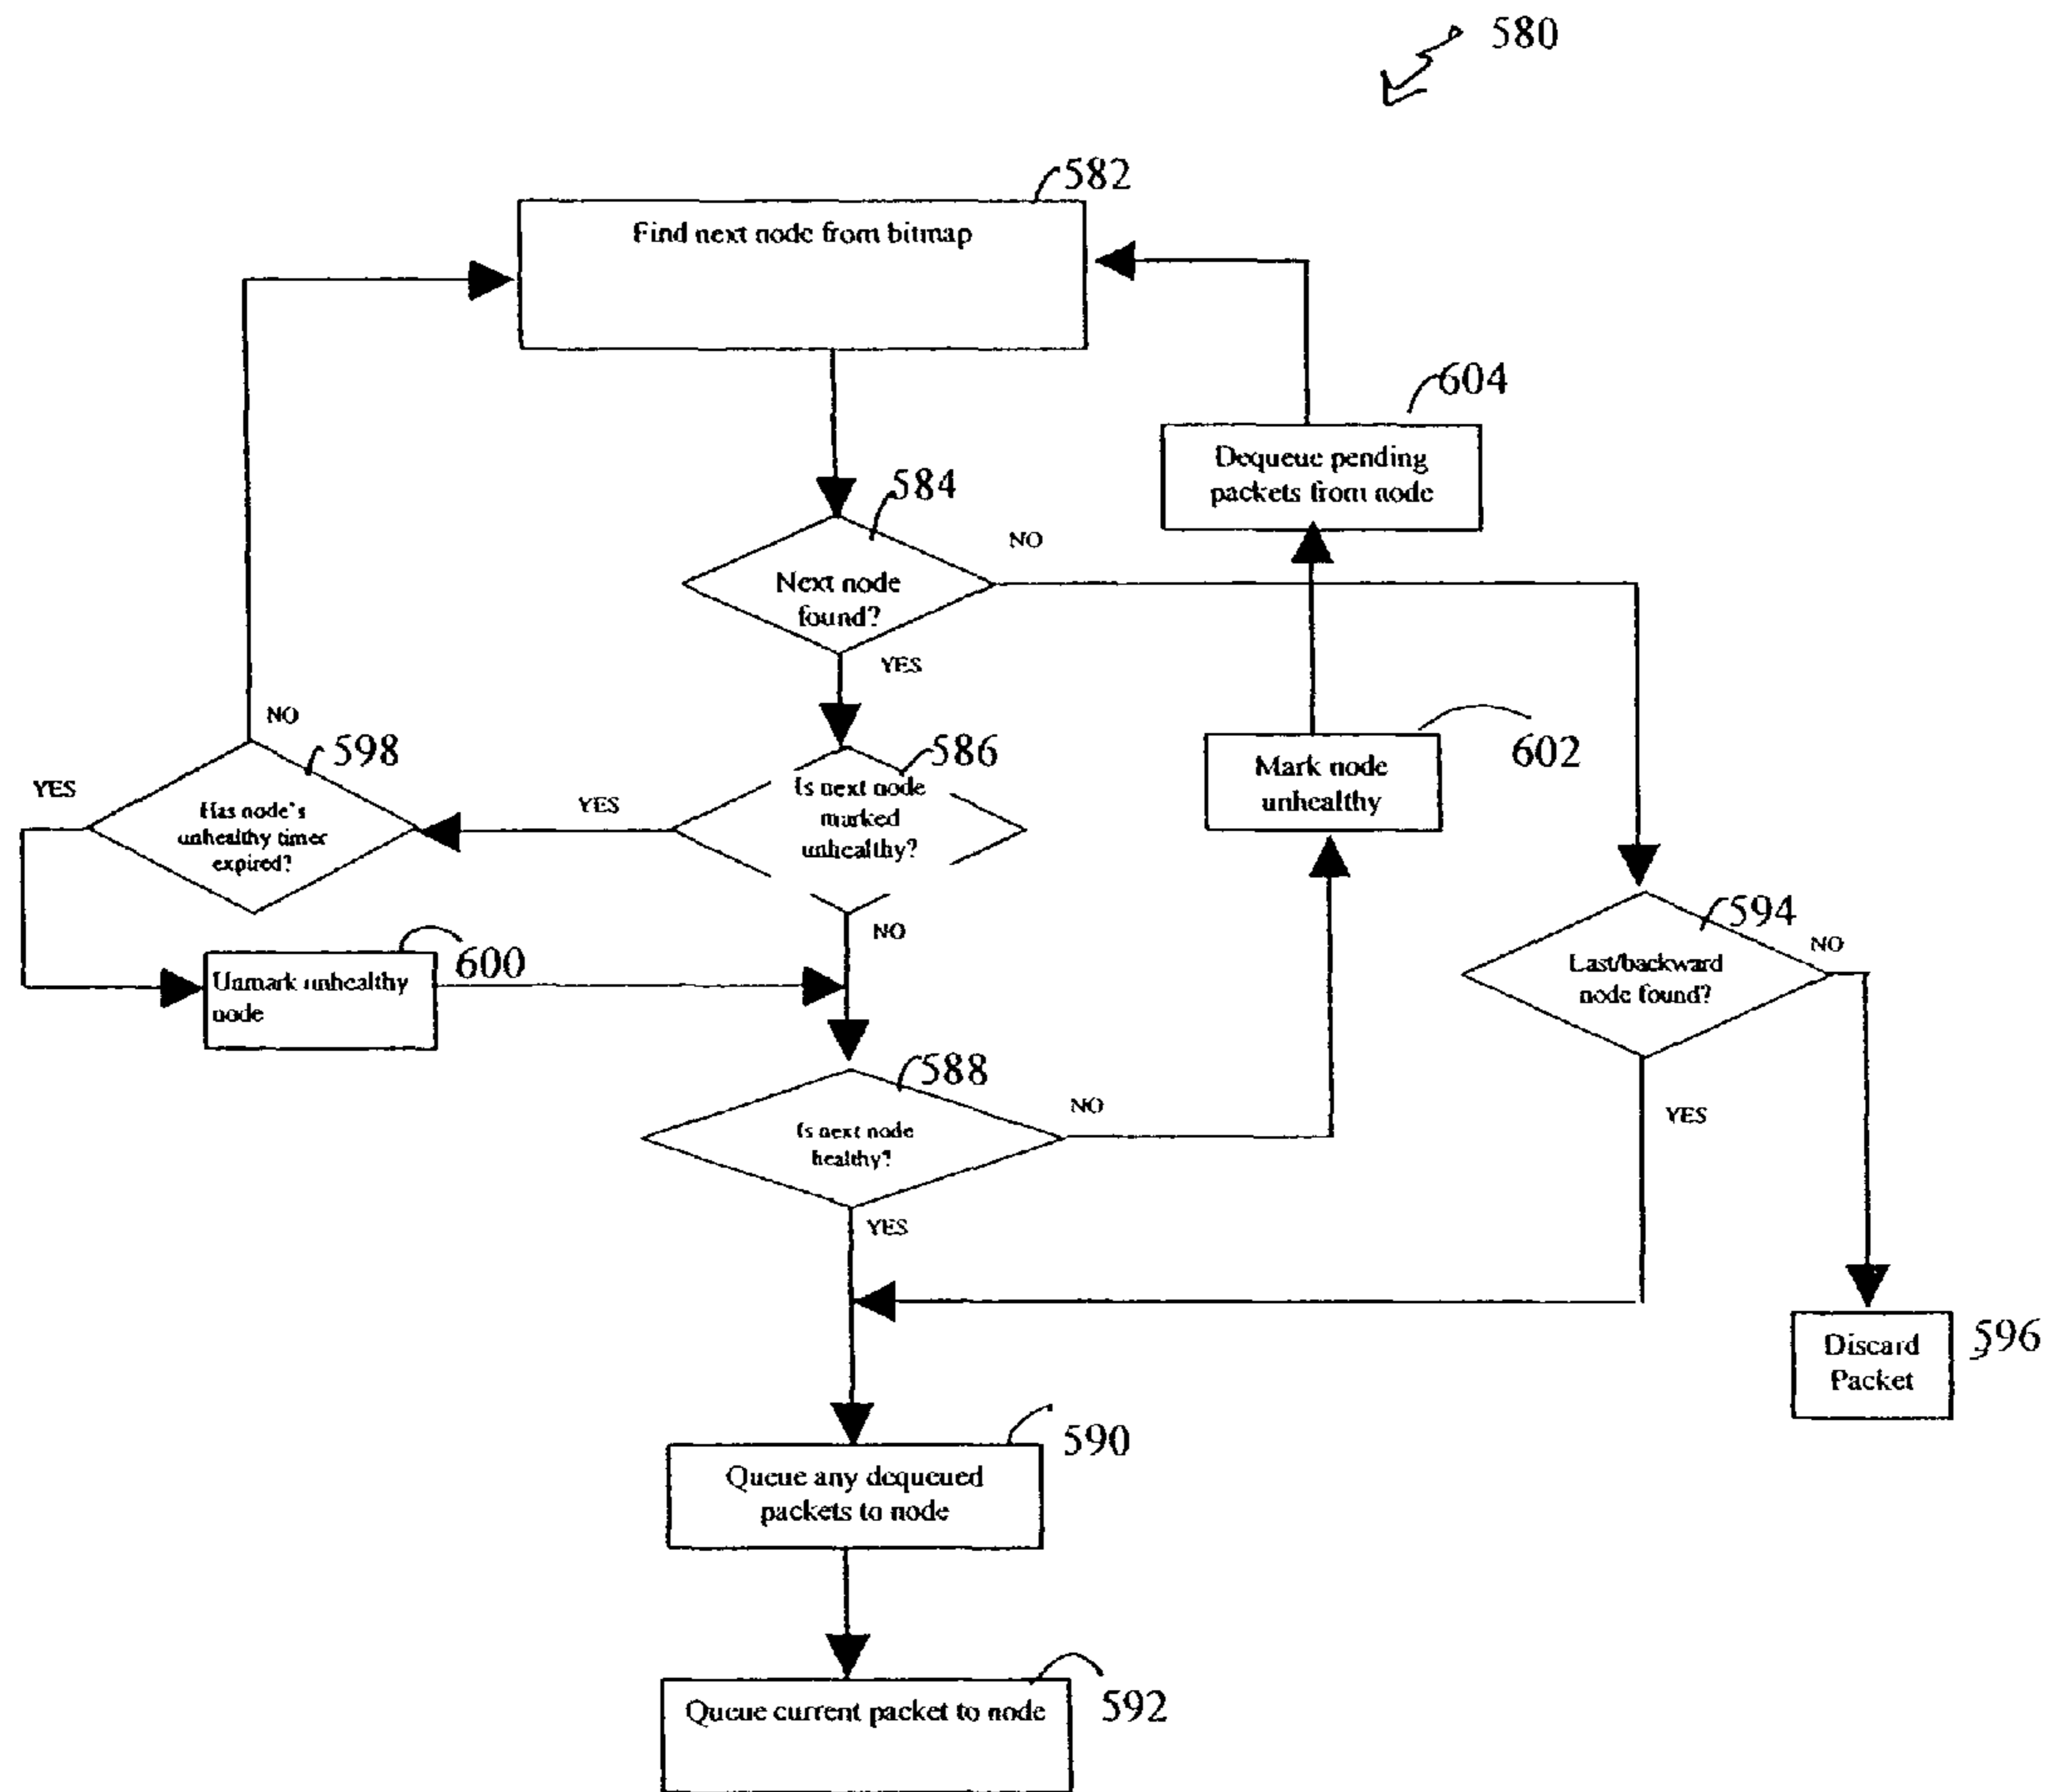 580
582
Find next node from bitmap
604
Dequeue pending
packets from node
584
NO
Next node
found?
YES
NO
598
586
602
YES
Has node's
unhealthy timer
expired?
YES
Is next node
marked
unhealthy?
Mark node
unhealthy
594
NO
600
NO
Unmark unhealthy
node
Last/backward
node found?
588
NO
YES
Is next node
healthy?
YES
596
Discard
Packet
590
Queue any dequeued
packets to node
592
Queue current packet to node